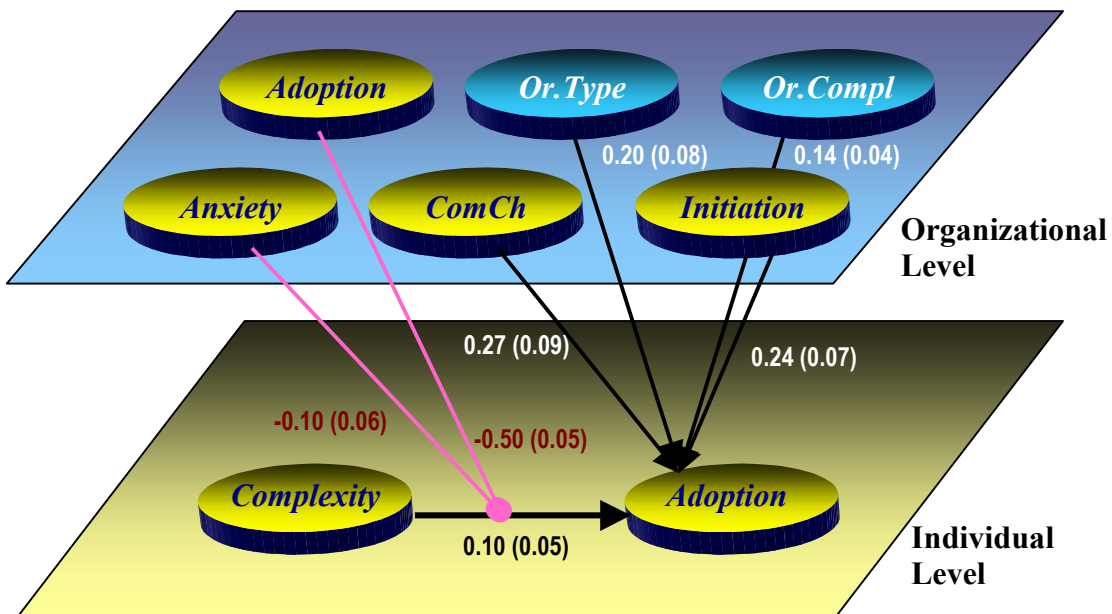 Adoption
Or.Type
Or.Compl
0.20 (0.08)
0.14 (0.04)
Anxiety
ComCh
Initiation
Organizational
Level
0.27 (0.09)
0.24 (0.07)
-0.10 (0.06)
-0.50 (0.05)
Complexity
Adoption
0.10 (0.05)
Individual
Level